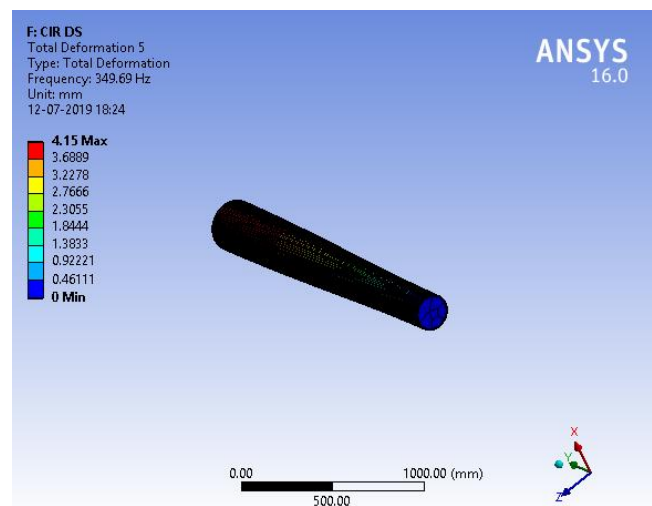 F: CIR DS
Total Deformation 5
Type: Total Deformation
Frequency: 349.69 Hz
Unit: mm
12-07-2019 18:24
ANSYS
16.0
4.15 Max
3.6889
3.2278
2.7666
2.3055
1.8444
1.3833
0.92221
0.46111
0 Min
0.00
1000.00 (mm)
500.00
X
Y
Z